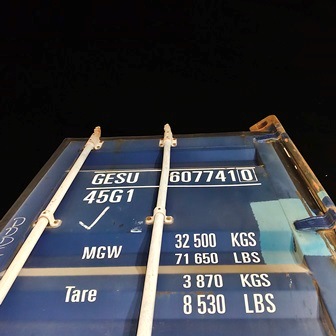 GESU 607741 0
45G1
MGW 32 500 KGS
71 650 LBS
Tare 3 870 KGS
8 530 LBS